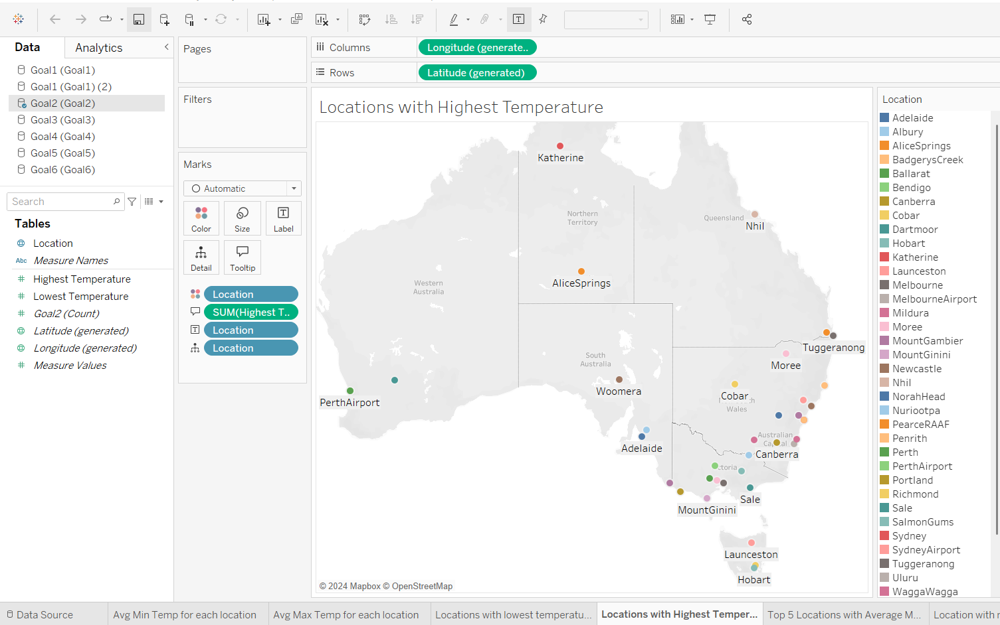 Data
Analytics
Goal1 (Goal1)
Goal1 (Goal1) (2)
Goal2 (Goal2)
Goal3 (Goal3)
Goal4 (Goal4)
Goal5 (Goal5)
Goal6 (Goal6)
Search
Tables
Location
Abc Measure Names
Highest Temperature
Lowest Temperature
Goal2 (Count)
Latitude (generated)
Longitude (generated)
Measure Values
Pages
Filters
Marks
Automatic
Color
Size
Label
Detail
Tooltip
Location
SUM(Highest T..
Location
Location
Columns
Longitude (generate..
Rows
Latitude (generated)
Locations with Highest Temperature
Katherine
Northern
Territory
Queensland
Nhil
AliceSprings
Western
Australia
Tuggeranong
Moree
South
Australia
Woomera
Cobar
Wales
PerthAirport
Adelaide
Australian
Canberra
Sale
MountGinini
Launceston
Hobart
© 2024 Mapbox © OpenStreetMap
Location
Adelaide
Albury
AliceSprings
BadgerysCreek
Ballarat
Bendigo
Canberra
Cobar
Dartmoor
Hobart
Katherine
Launceston
Melbourne
MelbourneAirport
Mildura
Moree
MountGambier
MountGinini
Newcastle
Nhil
NorahHead
Nuriootpa
PearceRAAF
Penrith
Perth
PerthAirport
Portland
Richmond
Sale
SalmonGums
Sydney
SydneyAirport
Tuggeranong
Uluru
WaggaWagga
Data Source
Avg Min Temp for each location
Avg Max Temp for each location
Locations with lowest temperatu...
Locations with Highest Temper...
Top 5 Locations with Average M...
Location with